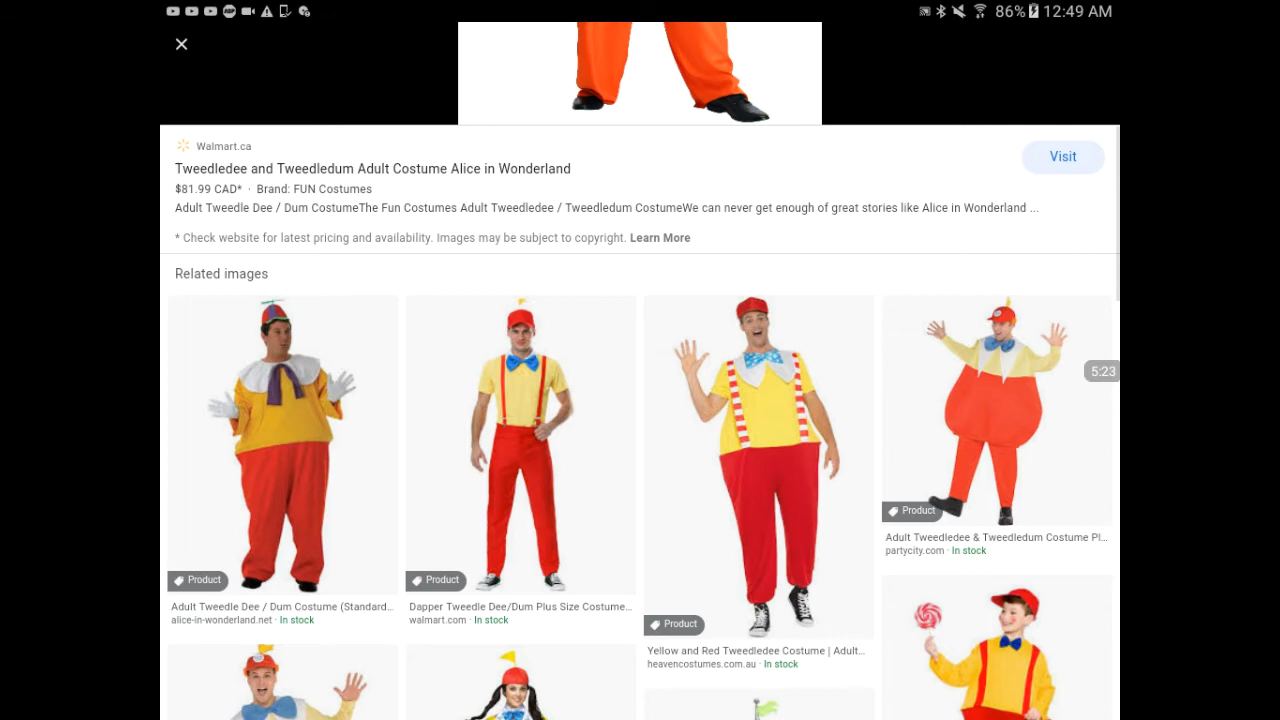 86% 12:49 AM
Walmart.ca
Visit
Tweedledee and Tweedledum Adult Costume Alice in Wonderland
$81.99 CAD* · Brand: FUN Costumes
Adult Tweedle Dee / Dum CostumeThe Fun Costumes Adult Tweedledee / Tweedledum CostumeWe can never get enough of great stories like Alice in Wonderland ...
* Check website for latest pricing and availability. Images may be subject to copyright. Learn More
Related images
5:23
Product
Adult Tweedle Dee / Dum Costume (Standard...
alice-in-wonderland.net · In stock
Product
Dapper Tweedle Dee/Dum Plus Size Costume...
walmart.com · In stock
Product
Yellow and Red Tweedledee Costume | Adult...
heavencostumes.com.au · In stock
Product
Adult Tweedledee & Tweedledum Costume Pl...
partycity.com · In stock